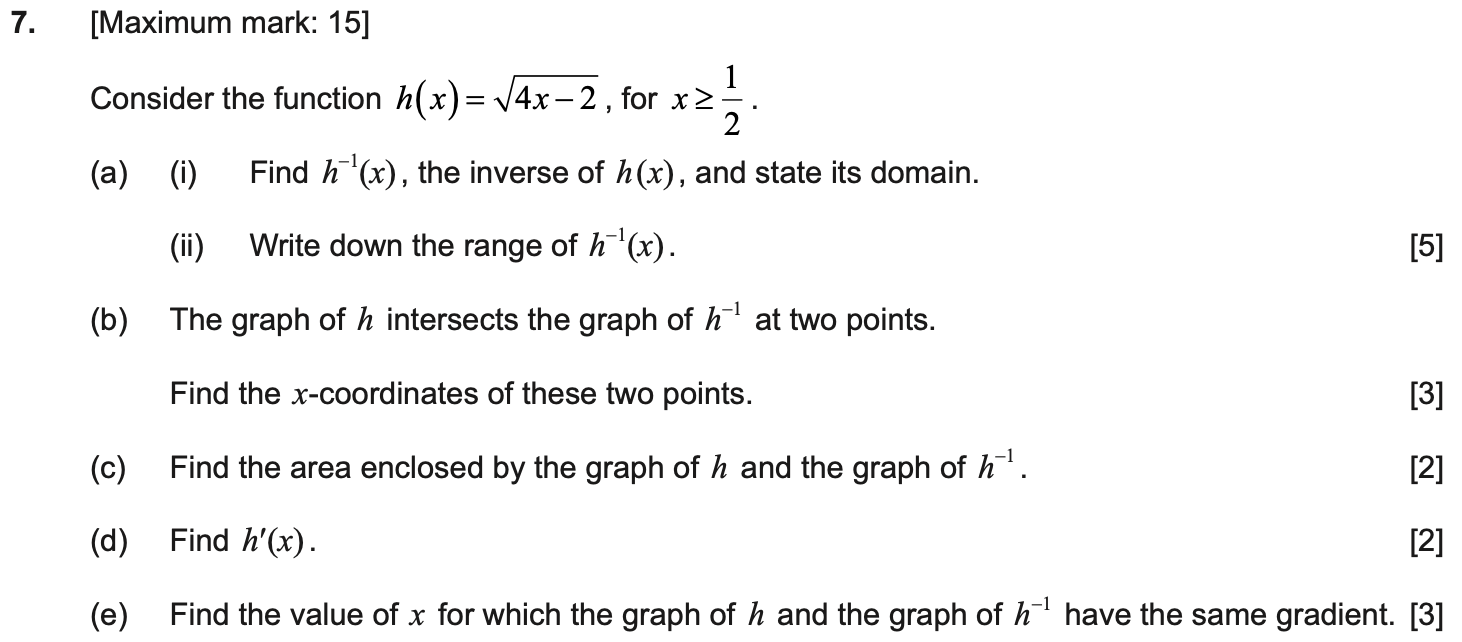 7. [Maximum mark: 15]
Consider the function h(x) = √(4x − 2), for x ≥ 1/2.
(a) (i) Find h⁻¹(x), the inverse of h(x), and state its domain.
(ii) Write down the range of h⁻¹(x). [5]
(b) The graph of h intersects the graph of h⁻¹ at two points.
Find the x-coordinates of these two points. [3]
(c) Find the area enclosed by the graph of h and the graph of h⁻¹. [2]
(d) Find h′(x). [2]
(e) Find the value of x for which the graph of h and the graph of h⁻¹ have the same gradient. [3]